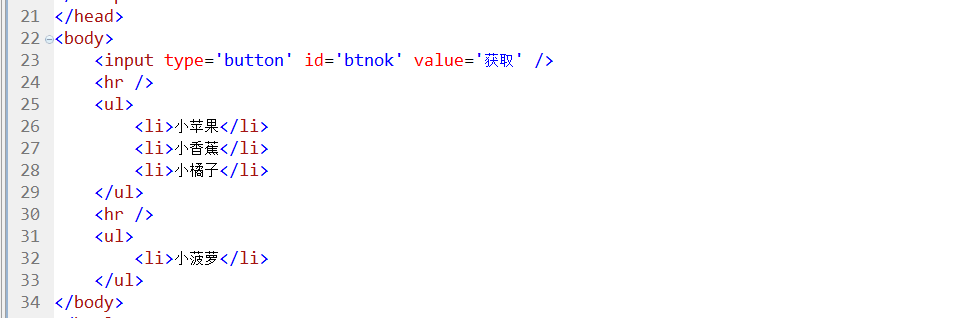 21 </head>
22 <body>
23 <input type='button' id='btnok' value='获取' />
24 <hr />
25 <ul>
26 <li>小苹果</li>
27 <li>小香蕉</li>
28 <li>小橘子</li>
29 </ul>
30 <hr />
31 <ul>
32 <li>小菠萝</li>
33 </ul>
34 </body>